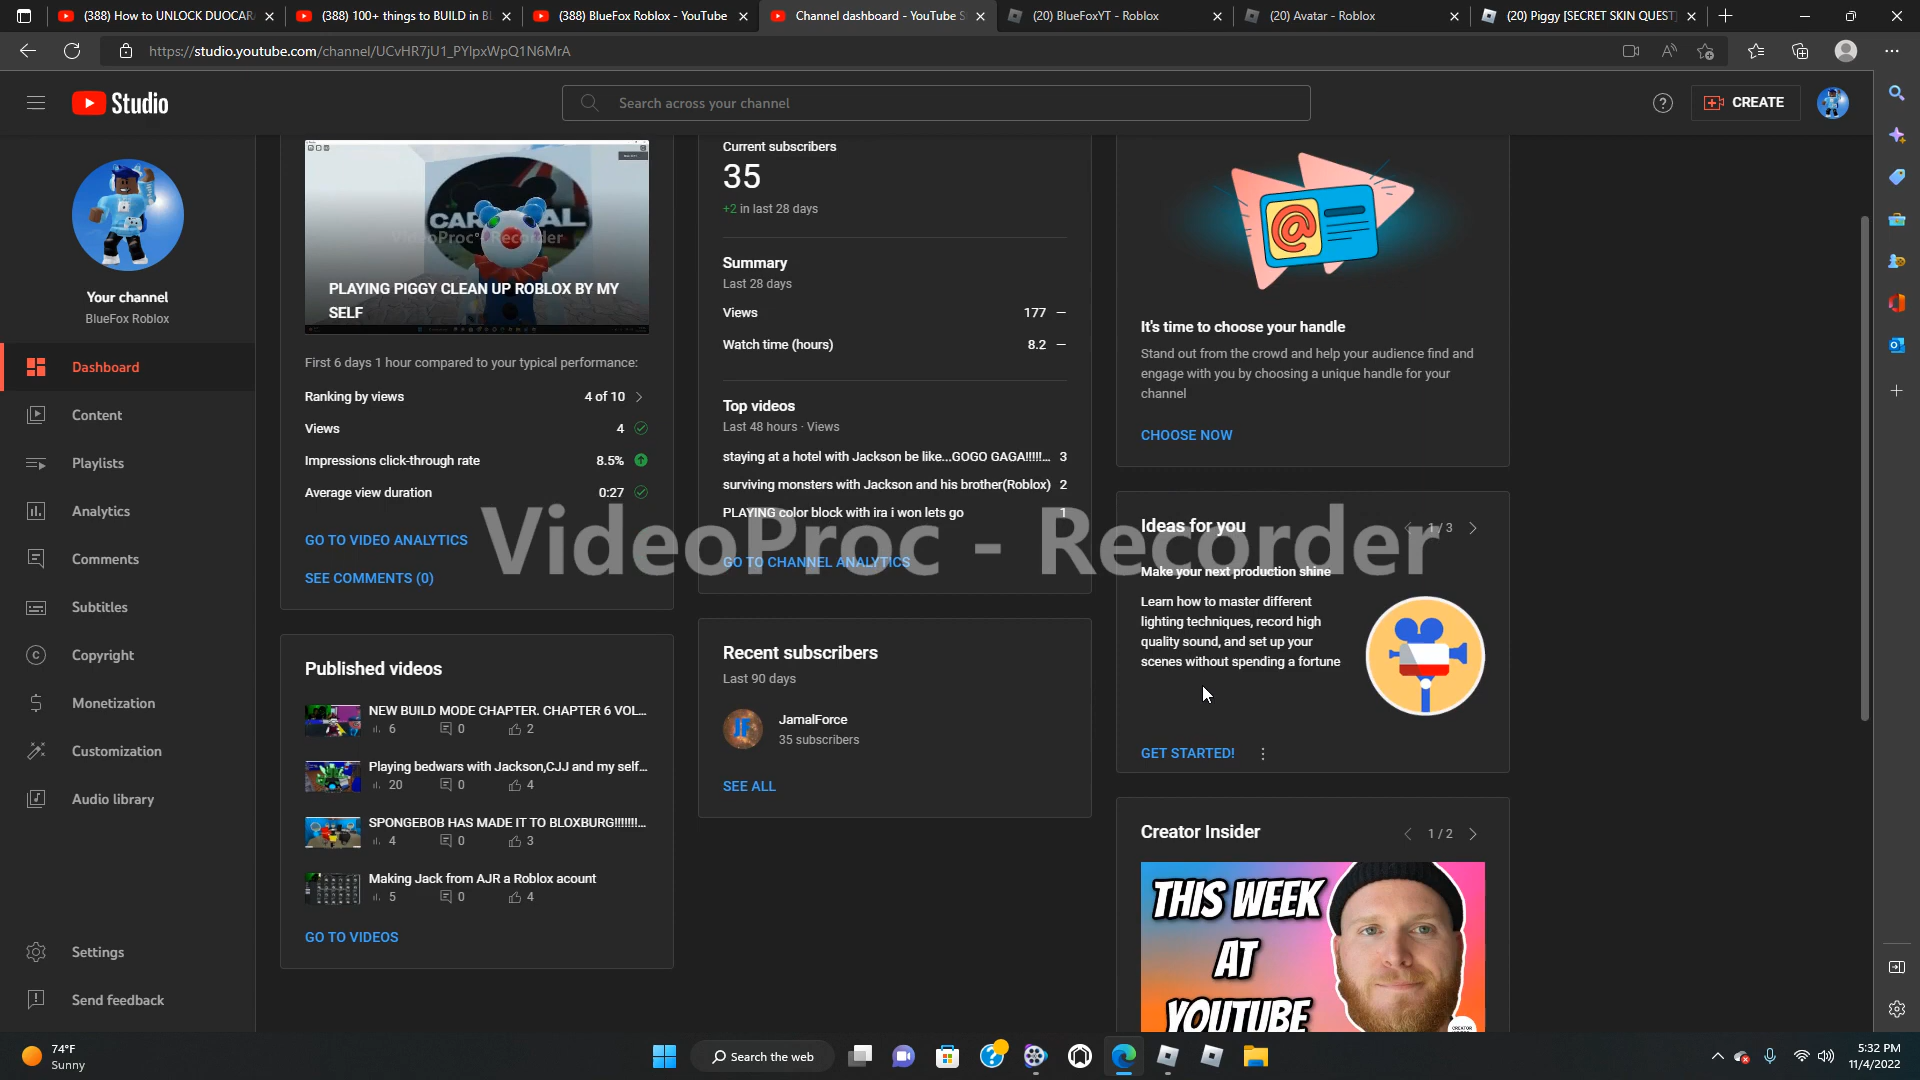 (388) How to UNLOCK DUOCAR
(388) 100+ things to BUILD in BL
(388) BlueFox Roblox - YouTube
Channel dashboard - YouTube S
(20) BlueFoxYT - Roblox
(20) Avatar - Roblox
(20) Piggy [SECRET SKIN QUEST]
https://studio.youtube.com/channel/UCvHR7jU1_PYlpxWpQ1N6MrA
Studio
Search across your channel
CREATE
Your channel
BlueFox Roblox
Dashboard
Content
Playlists
Analytics
Comments
Subtitles
Copyright
Monetization
Customization
Audio library
Settings
Send feedback
VideoProc - Recorder
PLAYING PIGGY CLEAN UP ROBLOX BY MY
SELF
First 6 days 1 hour compared to your typical performance:
Ranking by views 4 of 10
Views 4
Impressions click-through rate 8.5%
Average view duration 0:27
GO TO VIDEO ANALYTICS
SEE COMMENTS (0)
Published videos
NEW BUILD MODE CHAPTER. CHAPTER 6 VOL...
6 0 2
Playing bedwars with Jackson,CJJ and my self...
20 0 4
SPONGEBOB HAS MADE IT TO BLOXBURG!!!!!!!...
4 0 3
Making Jack from AJR a Roblox acount
5 0 4
GO TO VIDEOS
Current subscribers
35
+2 in last 28 days
Summary
Last 28 days
Views 177 —
Watch time (hours) 8.2 —
Top videos
Last 48 hours · Views
staying at a hotel with Jackson be like...GOGO GAGA!!!!!... 3
surviving monsters with Jackson and his brother(Roblox) 2
PLAYING color block with ira i won lets go 1
GO TO CHANNEL ANALYTICS
Recent subscribers
Last 90 days
JamalForce
35 subscribers
SEE ALL
It's time to choose your handle
Stand out from the crowd and help your audience find and
engage with you by choosing a unique handle for your
channel
CHOOSE NOW
Ideas for you
1 / 3
Make your next production shine
Learn how to master different
lighting techniques, record high
quality sound, and set up your
scenes without spending a fortune
GET STARTED!
Creator Insider
1 / 2
THIS WEEK
AT
YOUTUBE
VideoProc - Recorder
74°F
Sunny
Search the web
5:32 PM
11/4/2022